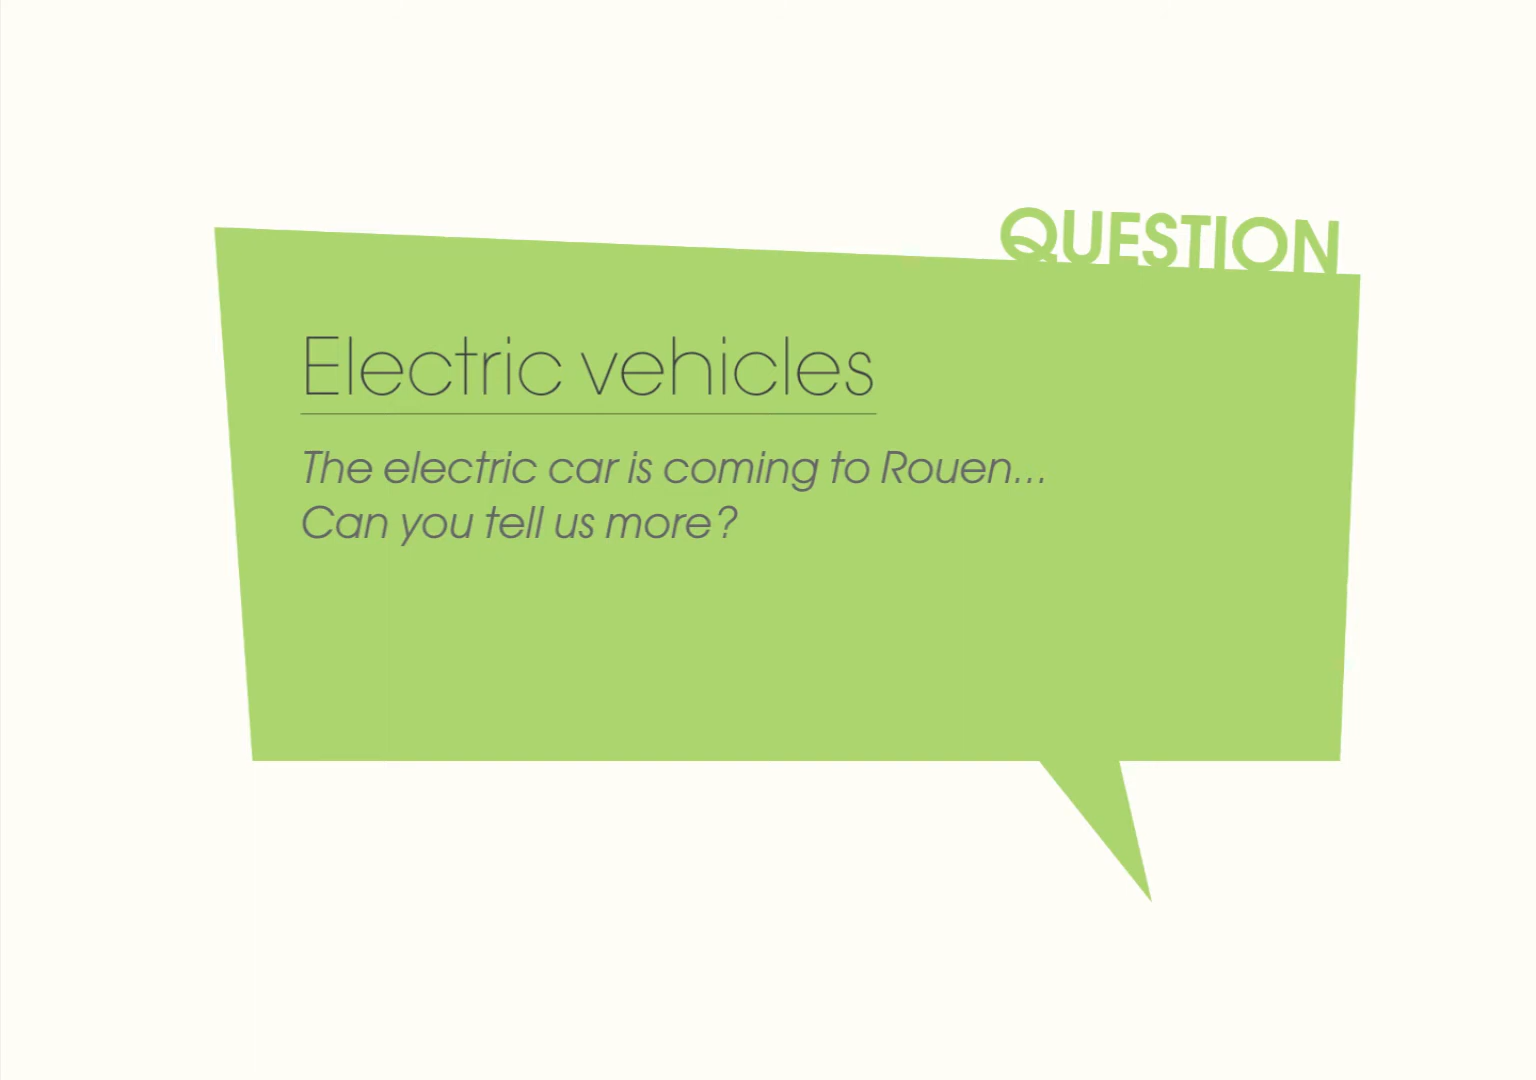 QUESTION
Electric vehicles
The electric car is coming to Rouen...
Can you tell us more?